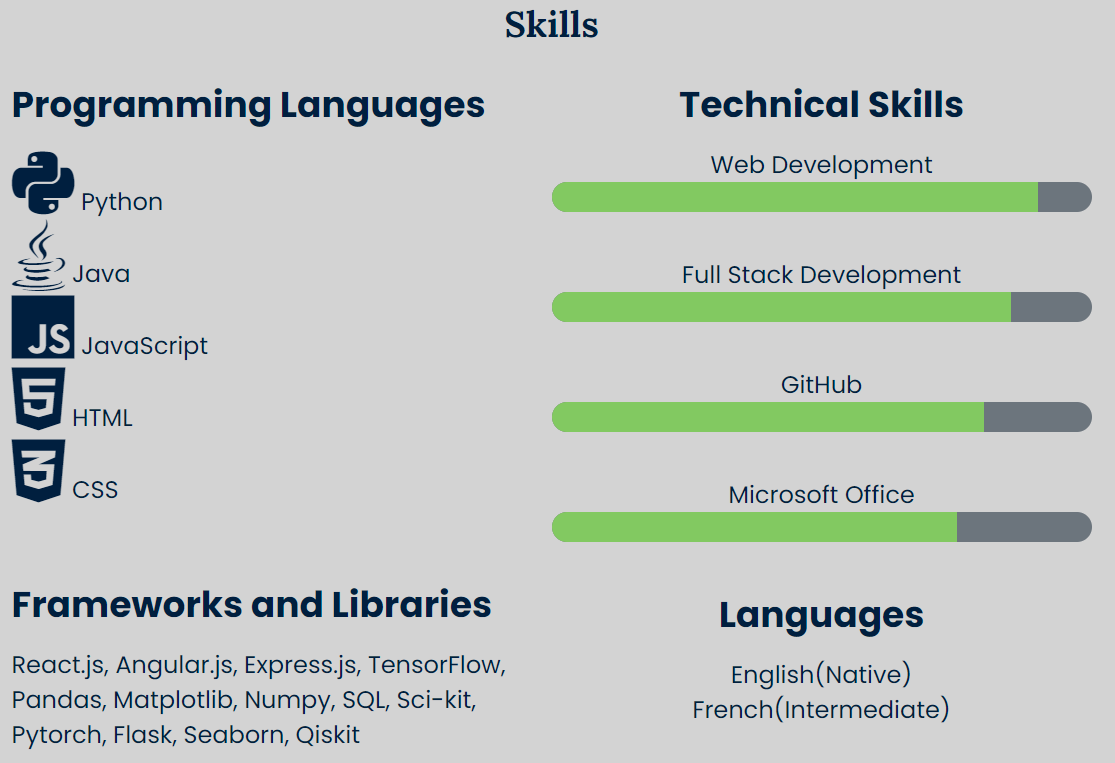 Skills
Programming Languages
Python
Java
JS
JavaScript
5
HTML
3
CSS
Technical Skills
Web Development
Full Stack Development
GitHub
Microsoft Office
Frameworks and Libraries
React.js, Angular.js, Express.js, TensorFlow,
Pandas, Matplotlib, Numpy, SQL, Sci-kit,
Pytorch, Flask, Seaborn, Qiskit
Languages
English(Native)
French(Intermediate)